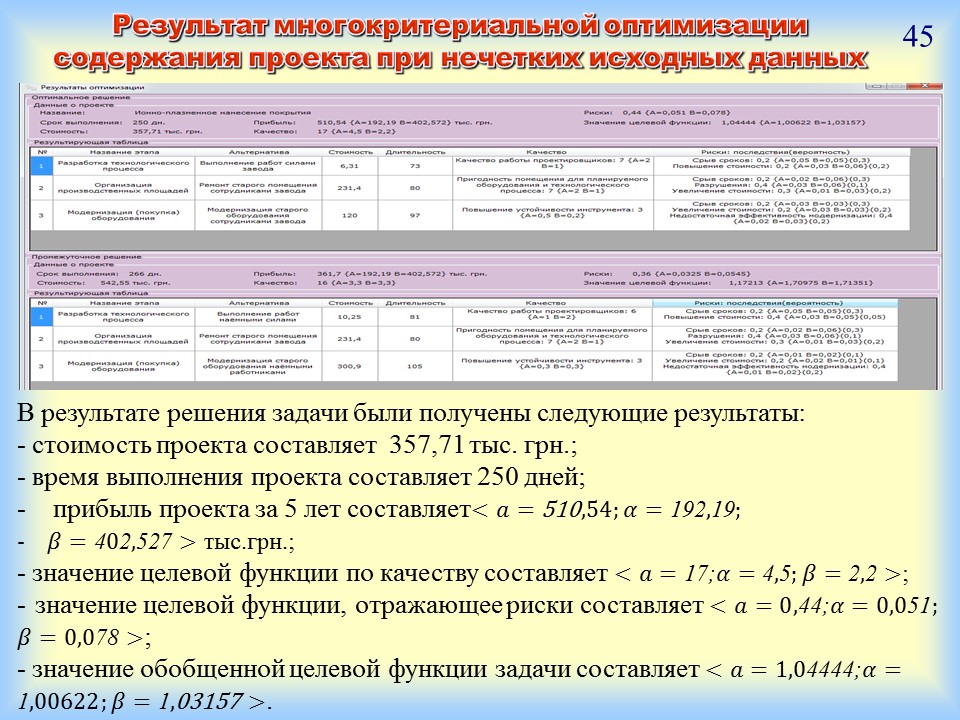 Результат многокритериальной оптимизации
содержания проекта при нечетких исходных данных
45
Результаты оптимизации
Оптимальное решение
Данные о проекте
Название: Ионно-плазменное нанесение покрытия Риски: 0,44 {A=0,051 B=0,078}
Срок выполнения: 250 дн. Прибыль: 510,54 {A=192,19 B=402,572} тыс. грн. Значение целевой функции: 1,04444 {A=1,00622 B=1,03157}
Стоимость: 357,71 тыс. грн. Качество: 17 {A=4,5 B=2,2}
Результирующая таблица
№ Название этапа Альтернатива Стоимость Длительность Качество Риски: последствия(вероятность)
1 Разработка технологического процесса Выполнение работ силами завода 6,31 73 Качество работы проектировщиков: 7 {A=2 B=1} Срыв сроков: 0,2 {A=0,05 B=0,05}(0,3) Повышение стоимости: 0,2 {A=0,03 B=0,06}(0,2)
2 Организация производственных площадей Ремонт старого помещения сотрудниками завода 231,4 80 Пригодность помещения для планируемого оборудования и технологического процесса: 7 {A=2 B=1} Срыв сроков: 0,2 {A=0,02 B=0,06}(0,3) Разрушения: 0,4 {A=0,03 B=0,06}(0,1) Увеличение стоимости: 0,3 {A=0,01 B=0,03}(0,2)
3 Модернизация (покупка) оборудования Модернизация старого оборудования сотрудниками завода 120 97 Повышение устойчивости инструмента: 3 {A=0,5 B=0,2} Срыв сроков: 0,2 {A=0,03 B=0,03}(0,3) Увеличение стоимости: 0,2 {A=0,03 B=0,03}(0,2) Недостаточная эффективность модернизации: 0,4 {A=0,02 B=0,03}(0,2)
Промежуточное решение
Данные о проекте
Срок выполнения: 266 дн. Прибыль: 361,7 {A=192,19 B=402,572} тыс. грн. Риски: 0,36 {A=0,0325 B=0,0545}
Стоимость: 542,55 тыс. грн. Качество: 16 {A=3,3 B=3,3} Значение целевой функции: 1,17213 {A=1,70975 B=1,71351}
Результирующая таблица
№ Название этапа Альтернатива Стоимость Длительность Качество Риски: последствия(вероятность)
1 Разработка технологического процесса Выполнение работ наёмными силами 10,25 81 Качество работы проектировщиков: 6 {A=1 B=2} Срыв сроков: 0,2 {A=0,05 B=0,05}(0,3) Повышение стоимости: 0,4 {A=0,03 B=0,03}(0,05)
2 Организация производственных площадей Ремонт старого помещения сотрудниками завода 231,4 80 Пригодность помещения для планируемого оборудования и технологического процесса: 7 {A=2 B=1} Срыв сроков: 0,2 {A=0,02 B=0,06}(0,3) Разрушения: 0,4 {A=0,03 B=0,06}(0,1) Увеличение стоимости: 0,3 {A=0,01 B=0,03}(0,2)
3 Модернизация (покупка) оборудования Модернизация старого оборудования наёмными работниками 300,9 105 Повышение устойчивости инструмента: 3 {A=0,3 B=0,3} Срыв сроков: 0,2 {A=0,01 B=0,02}(0,1) Увеличение стоимости: 0,2 {A=0,02 B=0,01}(0,1) Недостаточная эффективность модернизации: 0,4 {A=0,01 B=0,02}(0,2)
В результате решения задачи были получены следующие результаты:
- стоимость проекта составляет 357,71 тыс. грн.;
- время выполнения проекта составляет 250 дней;
- прибыль проекта за 5 лет составляет< a = 510,54; α = 192,19;
- β = 402,527 > тыс.грн.;
- значение целевой функции по качеству составляет < a = 17; α = 4,5; β = 2,2 >;
- значение целевой функции, отражающее риски составляет < a = 0,44; α = 0,051;
β = 0,078 >;
- значение обобщенной целевой функции задачи составляет < a = 1,04444; α =
1,00622; β = 1,03157 >.